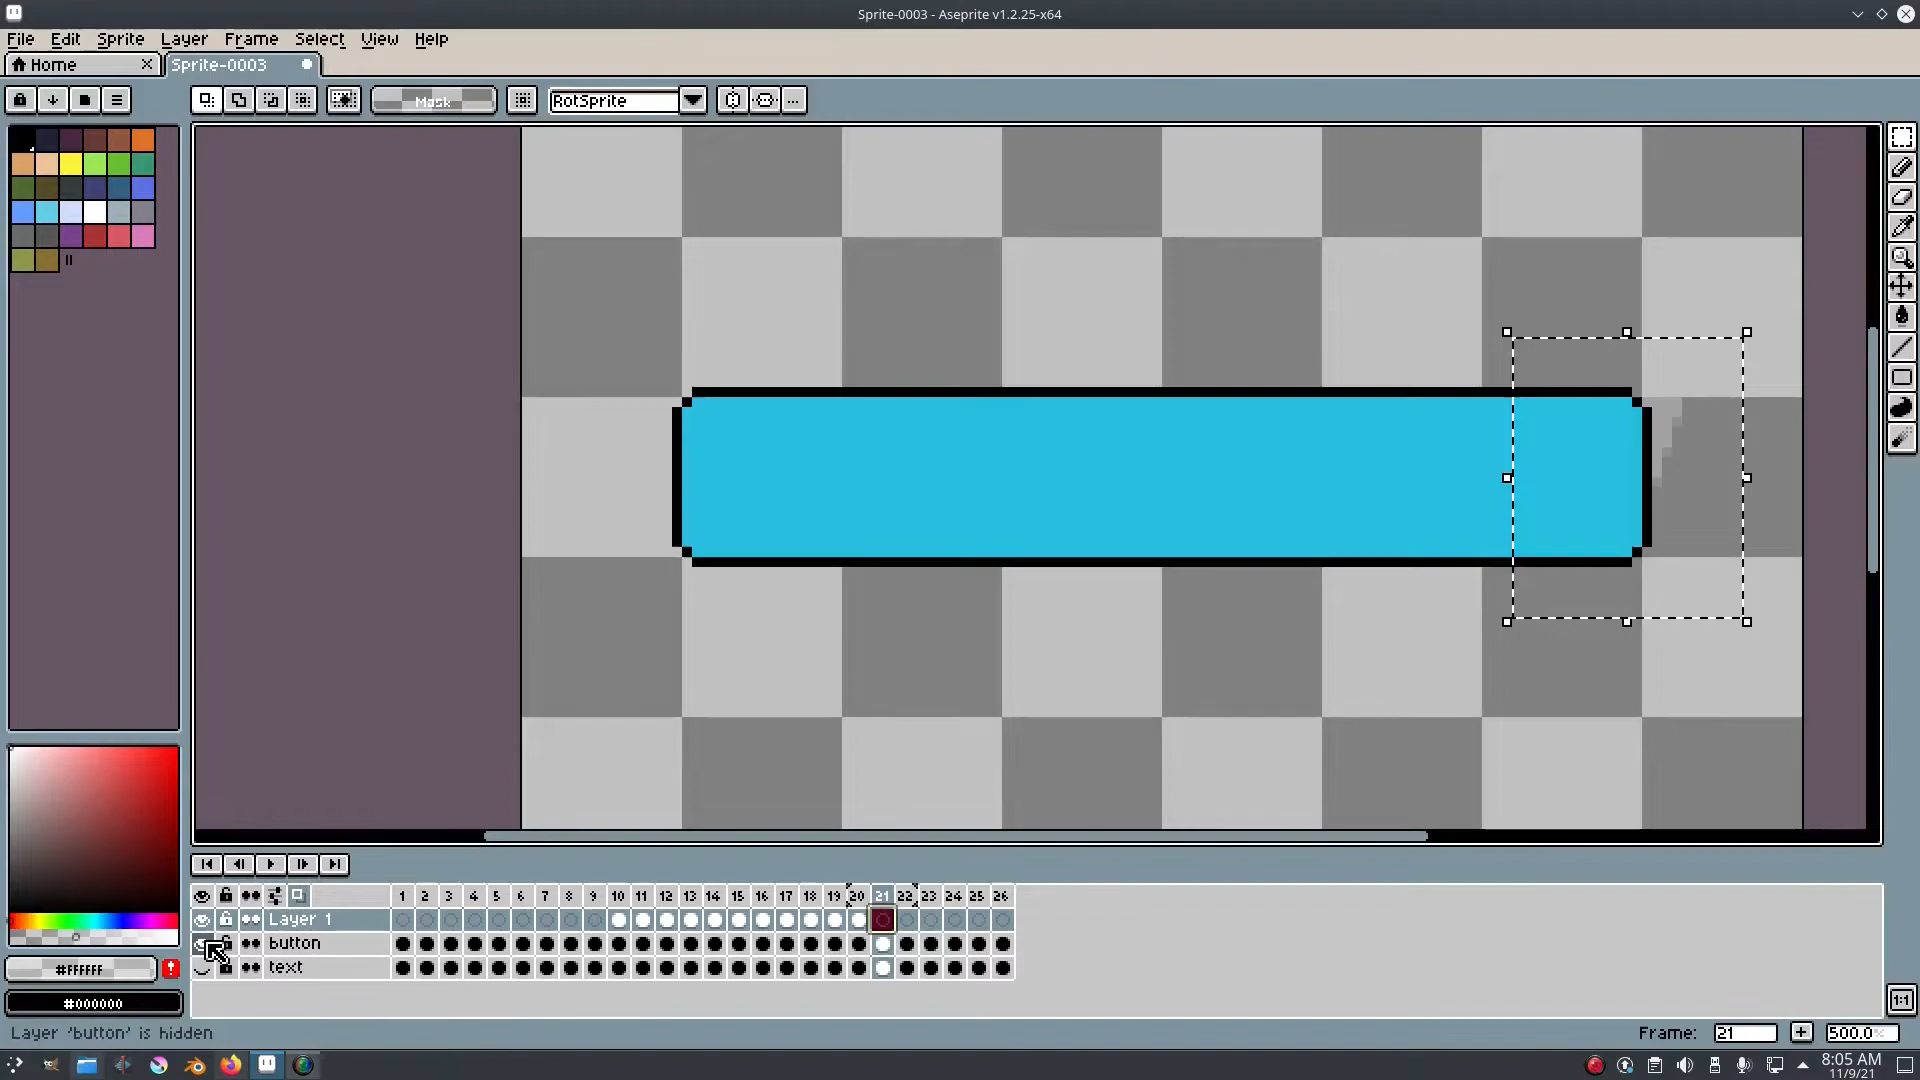 Sprite-0003 - Aseprite v1.2.25-x64
File Edit Sprite Layer Frame Select View Help
Home
Sprite-0003
Mask
RotSprite
1 2 3 4 5 6 7 8 9 10 11 12 13 14 15 16 17 18 19 20 21 22 23 24 25 26
Layer 1
button
text
#FFFFFF
#000000
1:1
Layer 'button' is hidden
Frame: 21
500.0%
8:05 AM
11/9/21